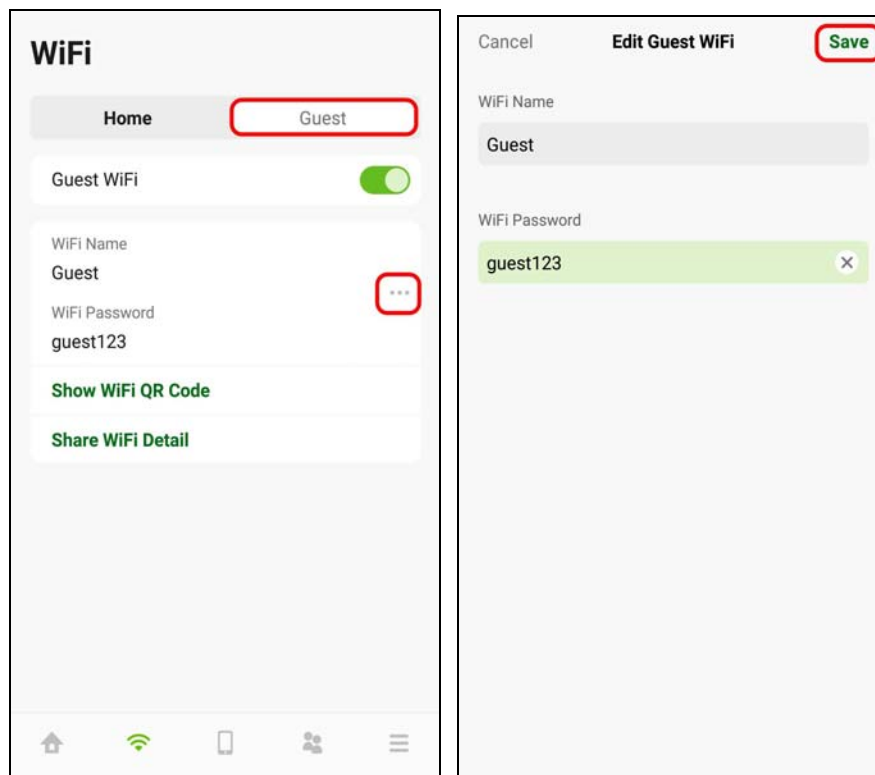 WiFi
Home Guest
Guest WiFi
WiFi Name
Guest
WiFi Password
guest123
Show WiFi QR Code
Share WiFi Detail
Cancel Edit Guest WiFi Save
WiFi Name
Guest
WiFi Password
guest123